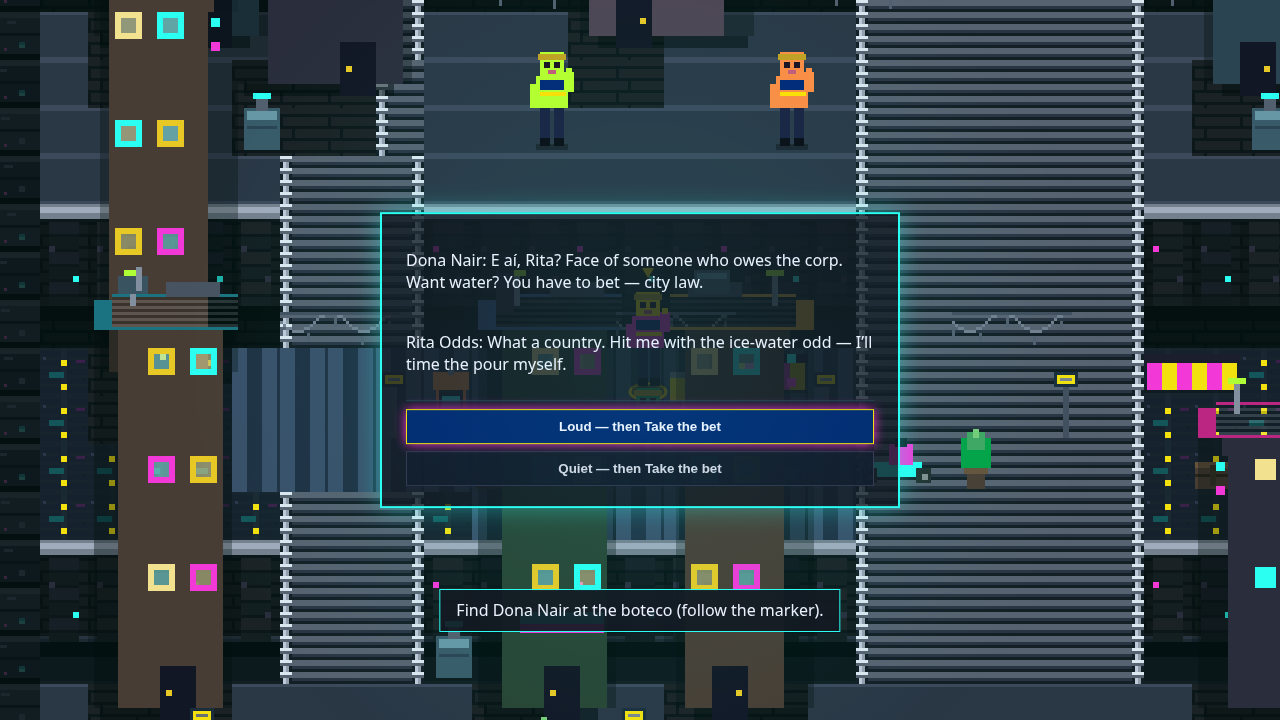 Dona Nair: E aí, Rita? Face of someone who owes the corp.
Want water? You have to bet — city law.
Rita Odds: What a country. Hit me with the ice-water odd — I'll
time the pour myself.
Loud — then Take the bet
Quiet — then Take the bet
Find Dona Nair at the boteco (follow the marker).